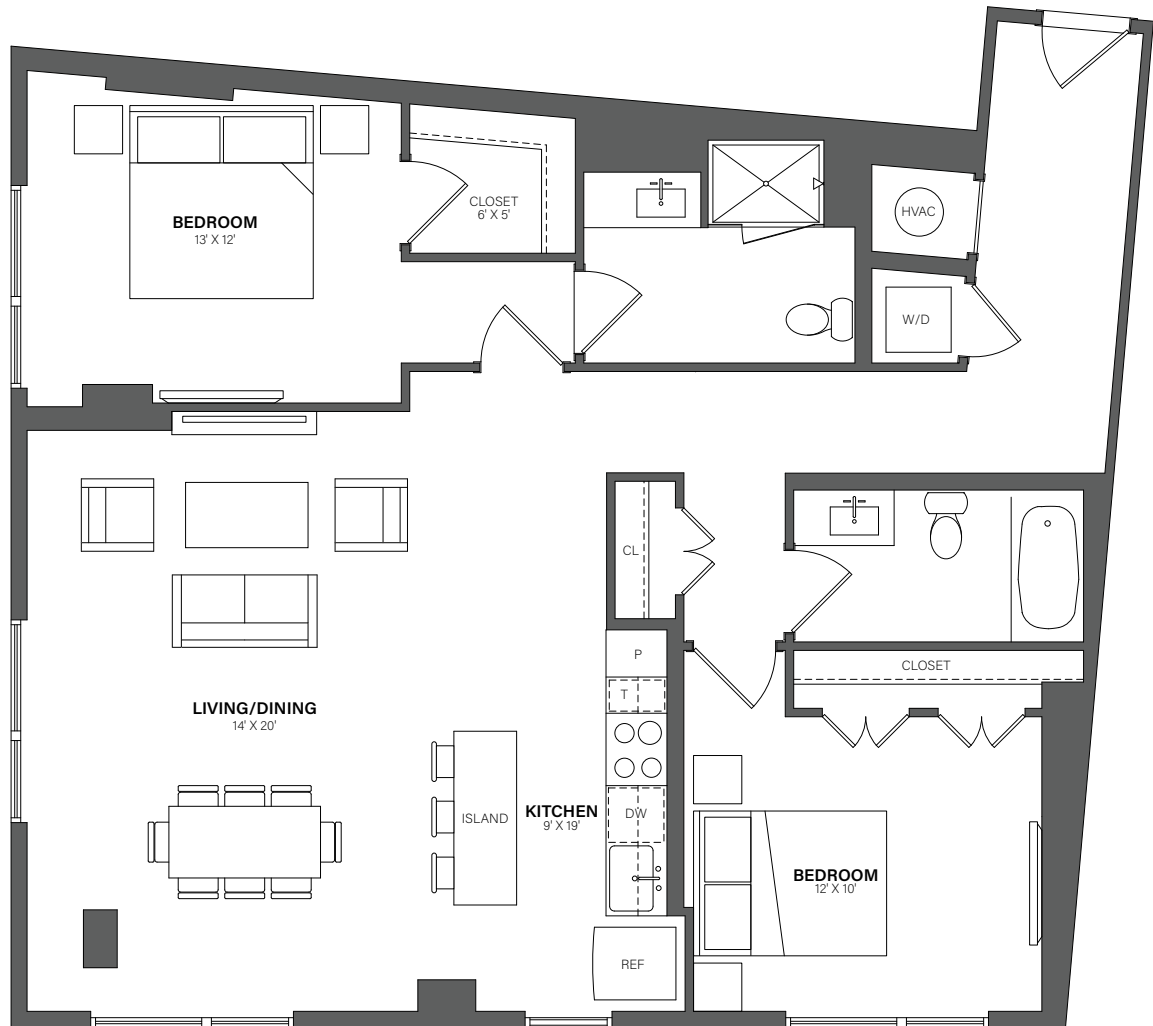 BEDROOM
13' X 12'
CLOSET
6' X 5'
HVAC
W/D
CL
P
T
CLOSET
LIVING/DINING
14' X 20'
ISLAND
KITCHEN
9' X 19'
DW
BEDROOM
12' X 10'
REF